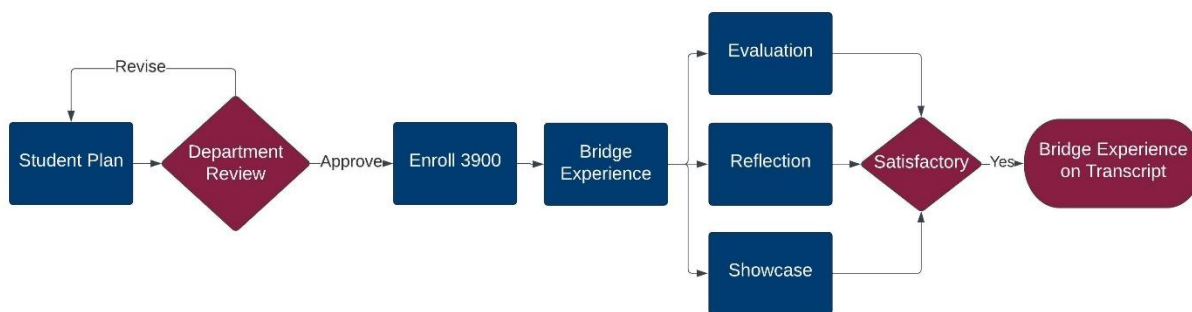 Revise
Student Plan
Department
Review
Approve
Enroll 3900
Bridge
Experience
Evaluation
Reflection
Showcase
Satisfactory
Yes
Bridge Experience
on Transcript